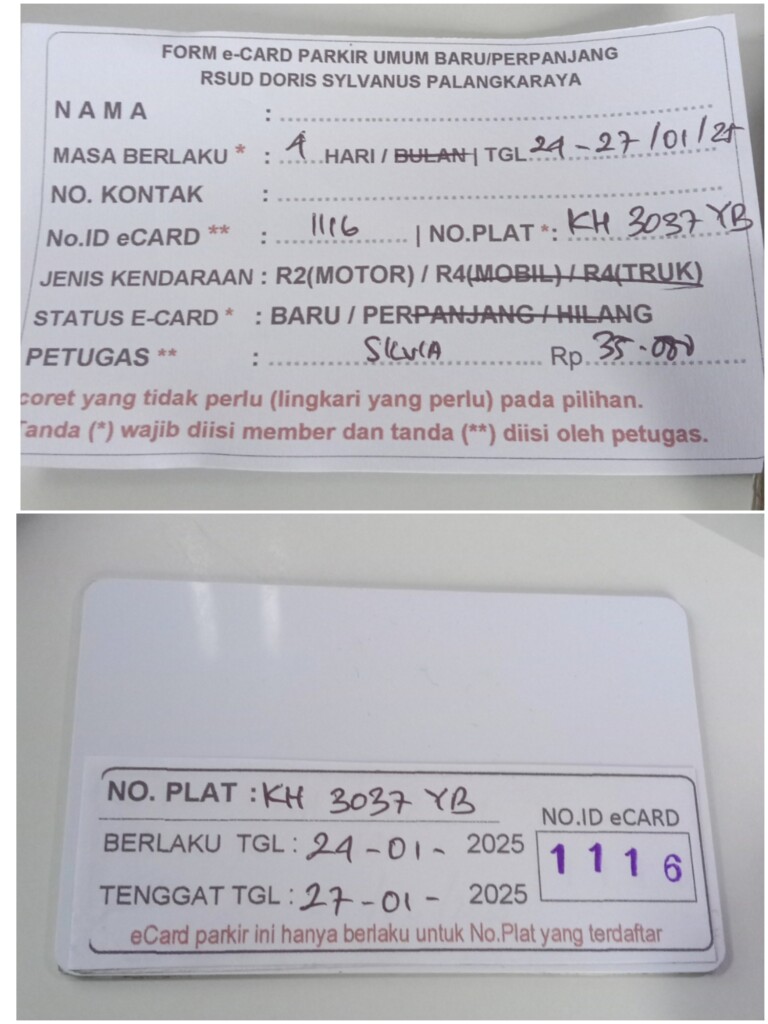 FORM e-CARD PARKIR UMUM BARU/PERPANJANG
RSUD DORIS SYLVANUS PALANGKARAYA
NAMA :
MASA BERLAKU * : 4 HARI / BULAN | TGL 24-27/01/25
NO. KONTAK :
No.ID eCARD ** : 1116 | NO.PLAT *: KH 3037 YB
JENIS KENDARAAN : R2(MOTOR) / R4(MOBIL) / R4(TRUK)
STATUS E-CARD * : BARU / PERPANJANG / HILANG
PETUGAS ** : SILVIA Rp 35.000
coret yang tidak perlu (lingkari yang perlu) pada pilihan.
Tanda (*) wajib diisi member dan tanda (**) diisi oleh petugas.
NO. PLAT : KH 3037 YB
NO.ID eCARD
BERLAKU TGL : 24-01- 2025
1116
TENGGAT TGL : 27-01- 2025
eCard parkir ini hanya berlaku untuk No.Plat yang terdaftar